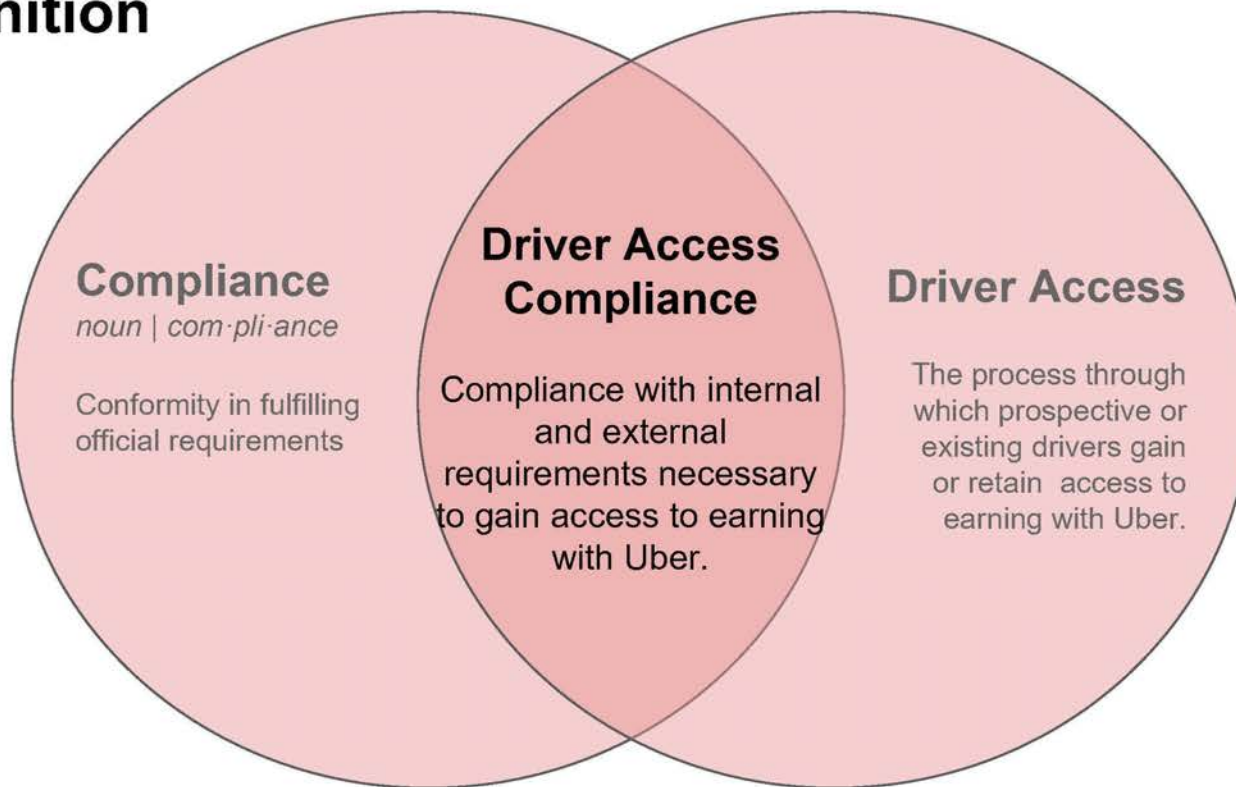 Compliance
noun | com·pli·ance
Conformity in fulfilling
official requirements
Driver Access
Compliance
Compliance with internal
and external
requirements necessary
to gain access to earning
with Uber.
Driver Access
The process through
which prospective or
existing drivers gain
or retain  access to
earning with Uber.